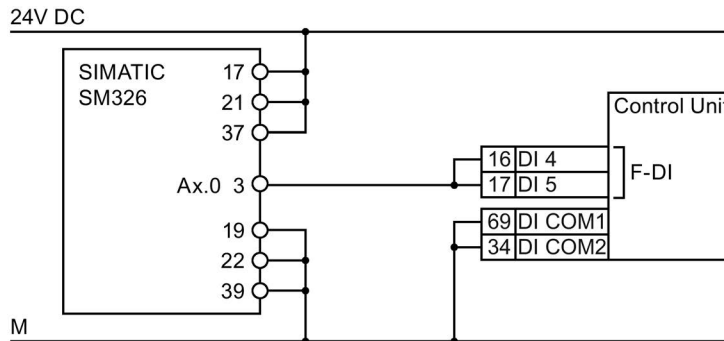 24V DC
SIMATIC
SM326
17
21
37
Ax.0 3
19
22
39
Control Unit
16 DI 4
17 DI 5
F-DI
69 DI COM1
34 DI COM2
M